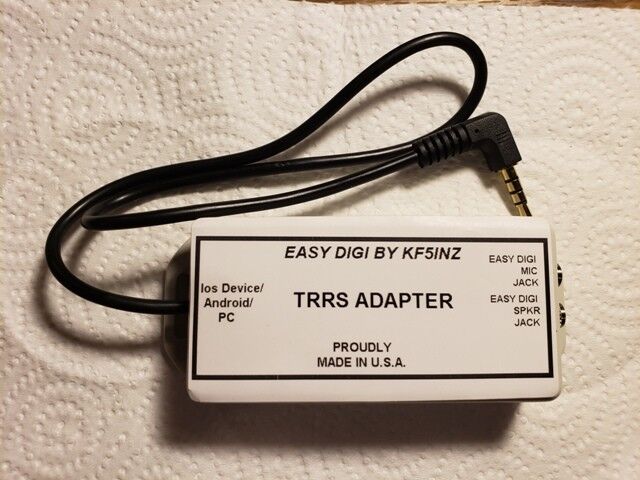 EASY DIGI BY KF5INZ
Ios Device/
Android/
PC
TRRS ADAPTER
EASY DIGI
MIC
JACK
EASY DIGI
SPKR
JACK
PROUDLY
MADE IN U.S.A.